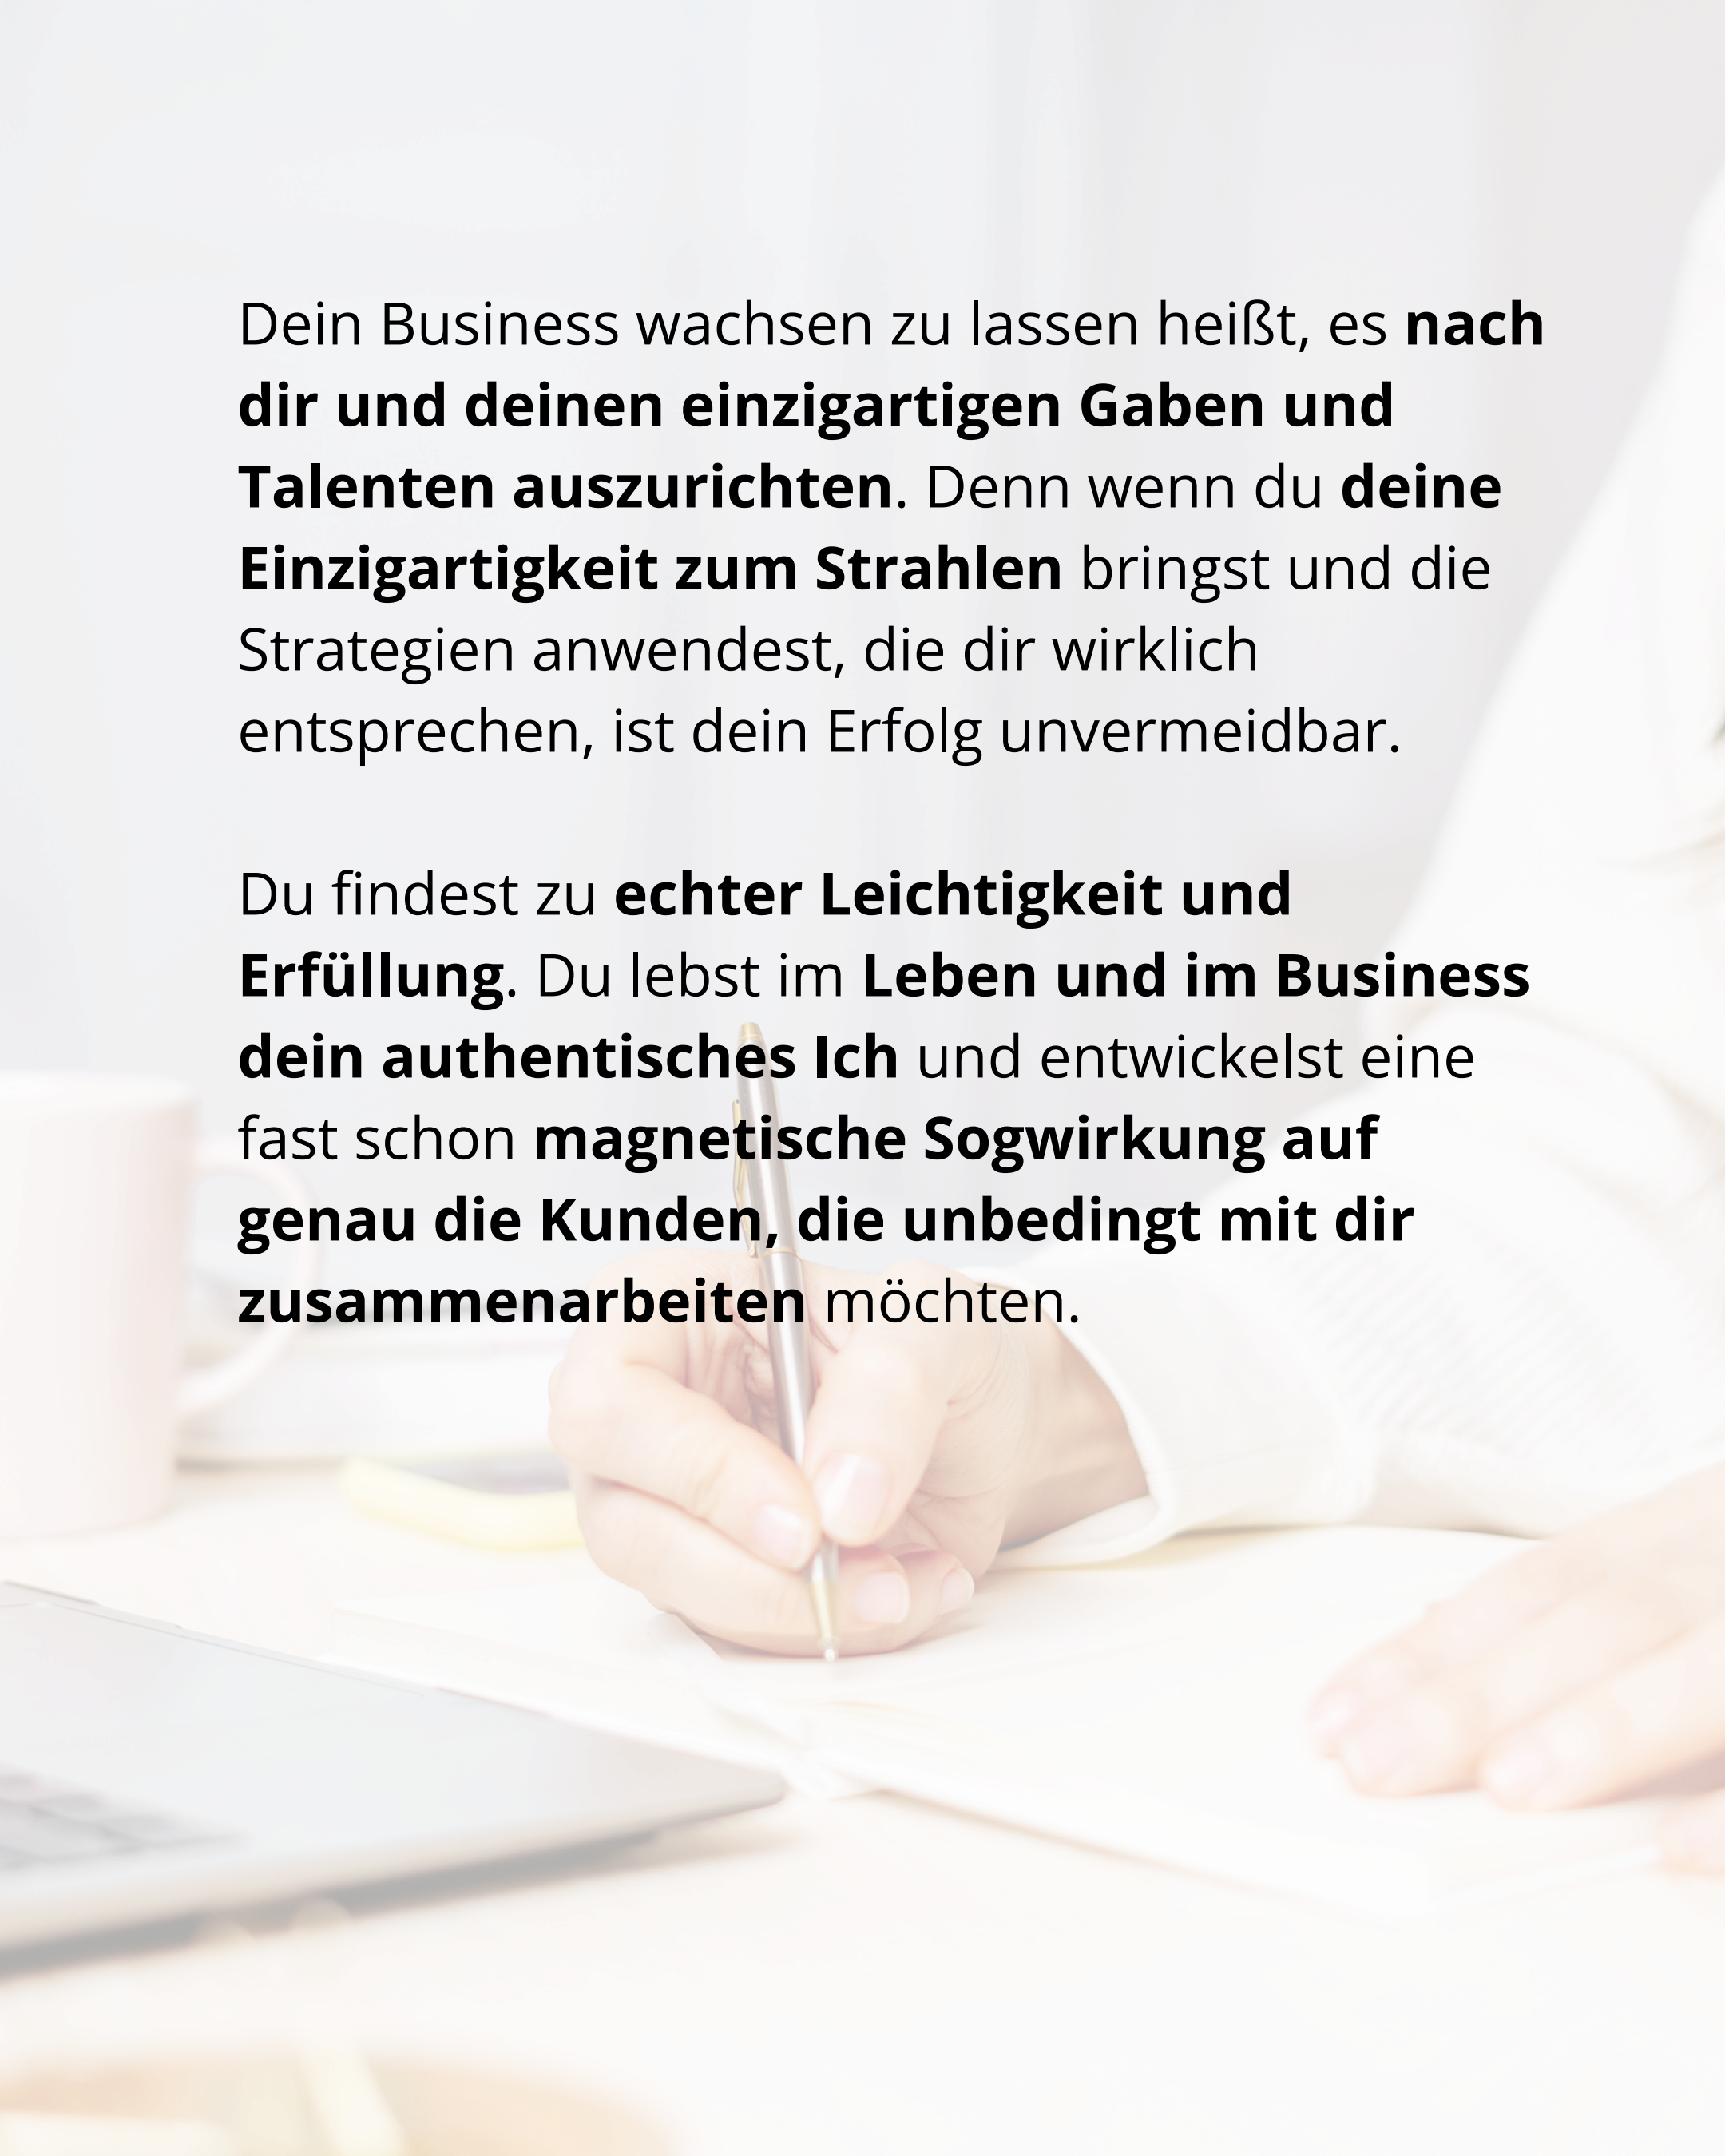 Dein Business wachsen zu lassen heißt, es nach
dir und deinen einzigartigen Gaben und
Talenten auszurichten. Denn wenn du deine
Einzigartigkeit zum Strahlen bringst und die
Strategien anwendest, die dir wirklich
entsprechen, ist dein Erfolg unvermeidbar.
Du findest zu echter Leichtigkeit und
Erfüllung. Du lebst im Leben und im Business
dein authentisches Ich und entwickelst eine
fast schon magnetische Sogwirkung auf
genau die Kunden, die unbedingt mit dir
zusammenarbeiten möchten.